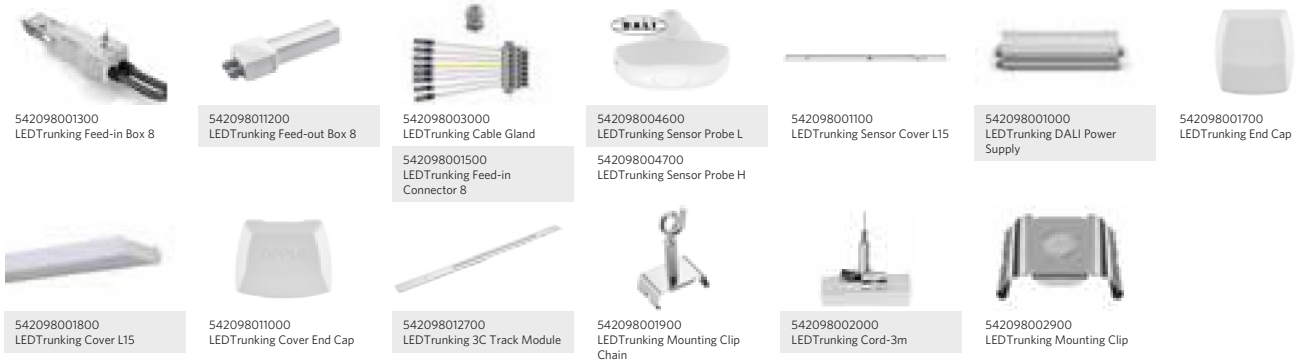 DALI
542098001300
LEDTrunking Feed-in Box 8
542098011200
LEDTrunking Feed-out Box 8
542098003000
LEDTrunking Cable Gland
542098001500
LEDTrunking Feed-in
Connector 8
542098004600
LEDTrunking Sensor Probe L
542098004700
LEDTrunking Sensor Probe H
542098001100
LEDTrunking Sensor Cover L15
542098001000
LEDTrunking DALI Power
Supply
542098001700
LEDTrunking End Cap
542098001800
LEDTrunking Cover L15
542098011000
LEDTrunking Cover End Cap
542098012700
LEDTrunking 3C Track Module
542098001900
LEDTrunking Mounting Clip
Chain
542098002000
LEDTrunking Cord-3m
542098002900
LEDTrunking Mounting Clip